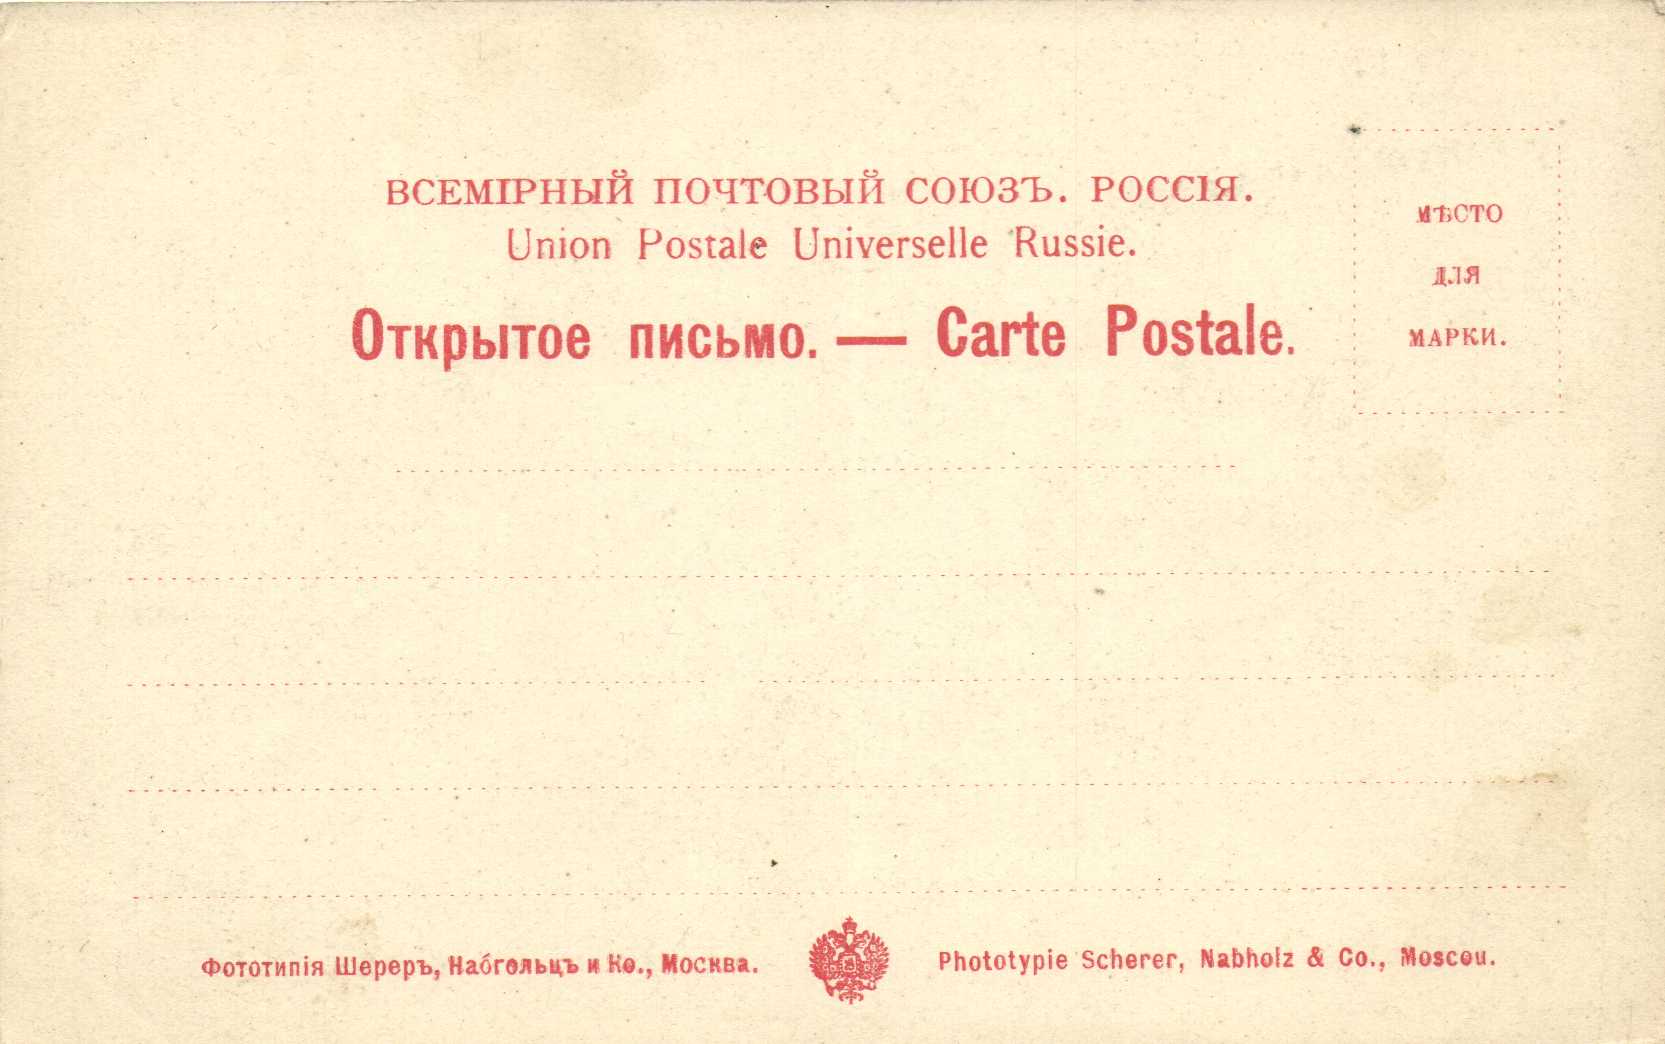 ВСЕМІРНЫЙ ПОЧТОВЫЙ СОЮЗЪ. РОССІЯ.
Union Postale Universelle Russie.
Открытое письмо. — Carte Postale.
МѢСТО
ДЛЯ
МАРКИ.
Фототипія Шереръ, Набгольцъ и Ко., Москва.
Phototypie Scherer, Nabholz & Co., Moscou.